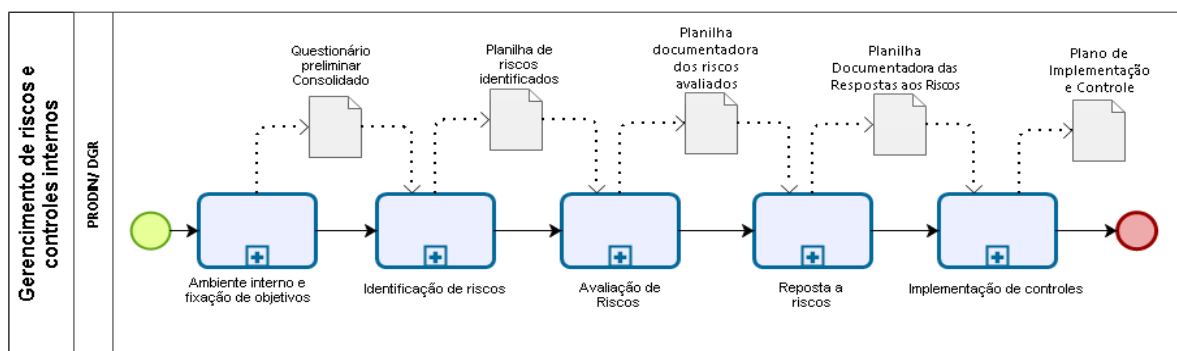 Gerencimento de riscos e
controles internos
PRODIN/ DGR
Questionário
preliminar
Consolidado
Planilha de
riscos
identificados
Planilha
documentadora
dos riscos
avaliados
Planilha
Documentadora das
Respostas aos Riscos
Plano de
Implementação
e Controle
Ambiente interno e
fixação de objetivos
Identificação de riscos
Avaliação de
Riscos
Reposta a
riscos
Implementação de controles